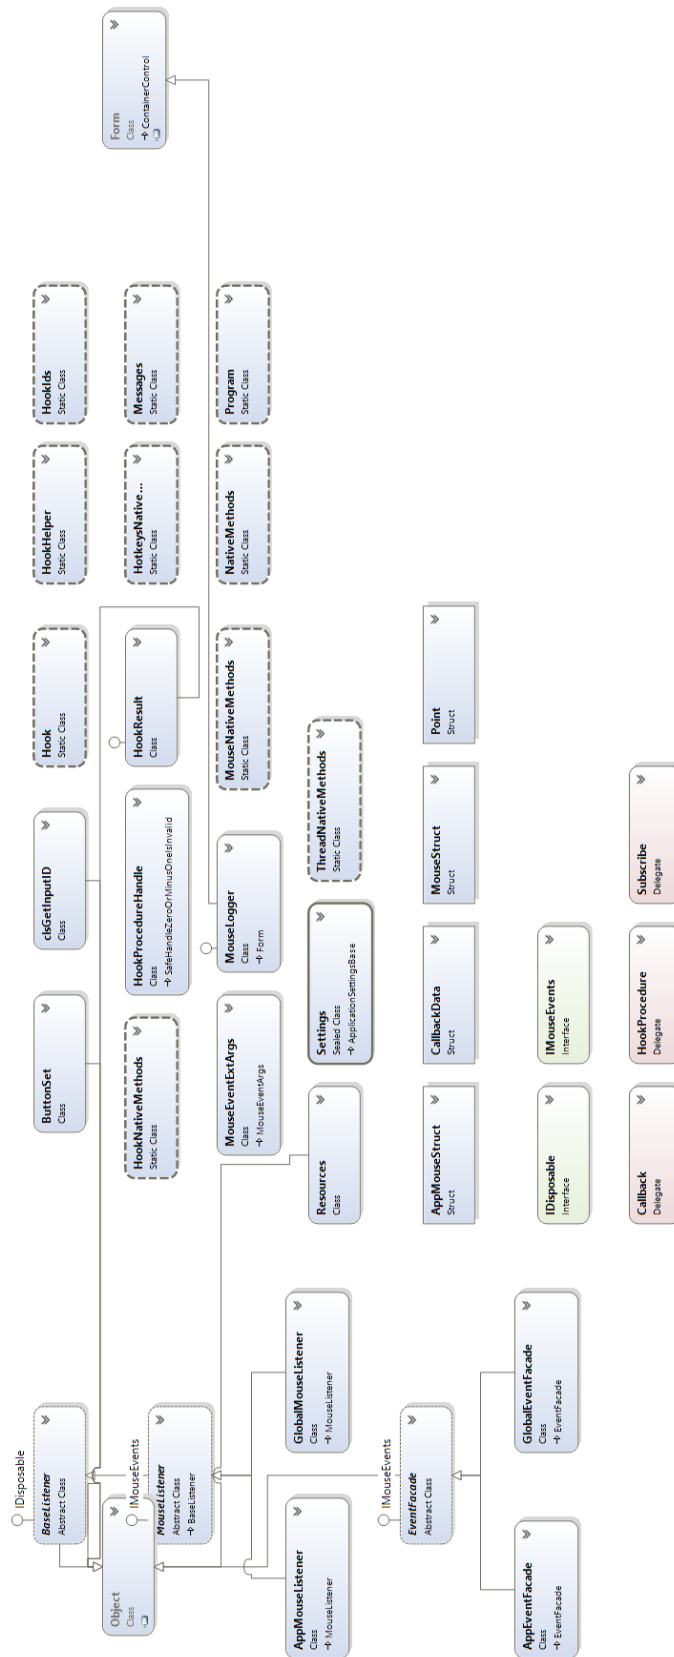 IDisposable
BaseListener
Abstract Class
ButtonSet
Class
clsGetInputID
Class
Hook
Static Class
HookHelper
Static Class
HookIds
Static Class
Form
Class
ContainerControl
Object
Class
IMouseEvents
MouseListener
Abstract Class
BaseListener
HookNativeMethods
Static Class
HookProcedureHandle
Class
SafeHandleZeroOrMinusOneIsInvalid
HookResult
Class
HotkeysNative...
Static Class
Messages
Static Class
MouseEventExtArgs
Class
MouseEventArgs
MouseLogger
Class
Form
MouseNativeMethods
Static Class
NativeMethods
Static Class
Program
Static Class
AppMouseListener
Class
MouseListener
GlobalMouseListener
Class
MouseListener
Resources
Class
Settings
Sealed Class
ApplicationSettingsBase
ThreadNativeMethods
Static Class
IMouseEvents
EventFacade
Abstract Class
AppMouseStruct
Struct
CallbackData
Struct
MouseStruct
Struct
Point
Struct
AppEventFacade
Class
EventFacade
GlobalEventFacade
Class
EventFacade
IDisposable
Interface
IMouseEvents
Interface
Callback
Delegate
HookProcedure
Delegate
Subscribe
Delegate